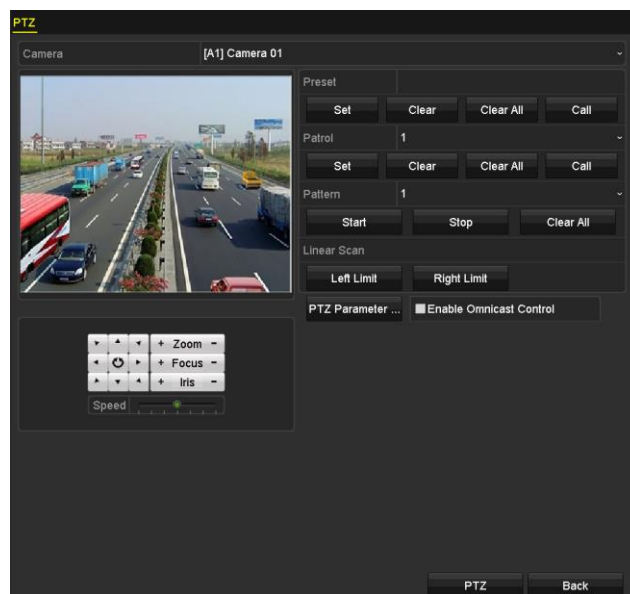 PTZ
Camera [A1] Camera 01
Preset
Set Clear Clear All Call
Patrol 1
Set Clear Clear All Call
Pattern 1
Start Stop Clear All
Linear Scan
Left Limit Right Limit
PTZ Parameter ... Enable Omnicast Control
+ Zoom -
+ Focus -
+ Iris -
Speed
PTZ Back